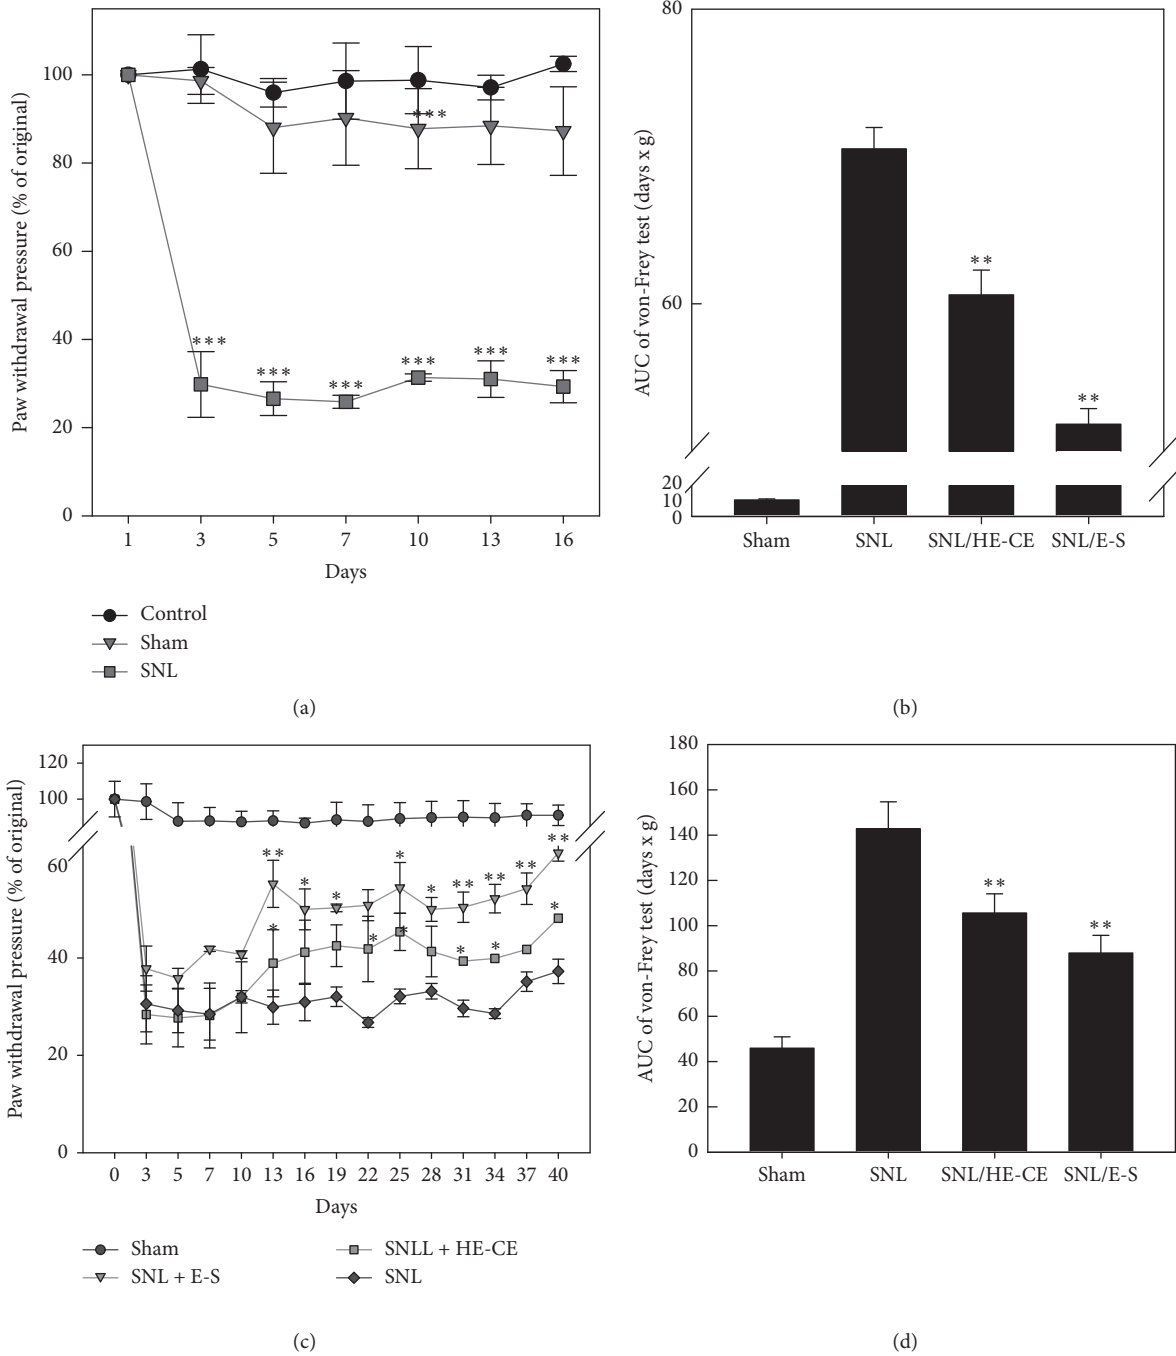 Paw withdrawal pressure (% of original)
100
80
60
40
20
0
***
***
***
***
***
***
***
1 3 5 7 10 13 16
Days
Control
Sham
SNL
(a)
AUC of von-Frey test (days x g)
80
60
20
10
0
**
**
Sham SNL SNL/HE-CE SNL/E-S
(b)
Paw withdrawal pressure (% of original)
120
100
60
40
20
0
**
*
*
*
*
**
**
**
**
*
*
*
*
*
*
0 3 5 7 10 13 16 19 22 25 28 31 34 37 40
Days
Sham
SNL + E-S
SNLL + HE-CE
SNL
(c)
AUC of von-Frey test (days x g)
180
160
140
120
100
80
60
40
20
0
**
**
Sham SNL SNL/HE-CE SNL/E-S
(d)